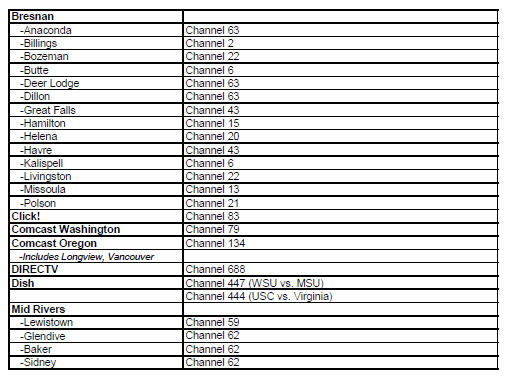 Bresnan
-Anaconda Channel 63
-Billings Channel 2
-Bozeman Channel 22
-Butte Channel 6
-Deer Lodge Channel 63
-Dillon Channel 63
-Great Falls Channel 43
-Hamilton Channel 15
-Helena Channel 20
-Havre Channel 43
-Kalispell Channel 6
-Livingston Channel 22
-Missoula Channel 13
-Polson Channel 21
Click! Channel 83
Comcast Washington Channel 79
Comcast Oregon Channel 134
-Includes Longview, Vancouver
DIRECTV Channel 688
Dish Channel 447 (WSU vs. MSU)
Channel 444 (USC vs. Virginia)
Mid Rivers
-Lewistown Channel 59
-Glendive Channel 62
-Baker Channel 62
-Sidney Channel 62